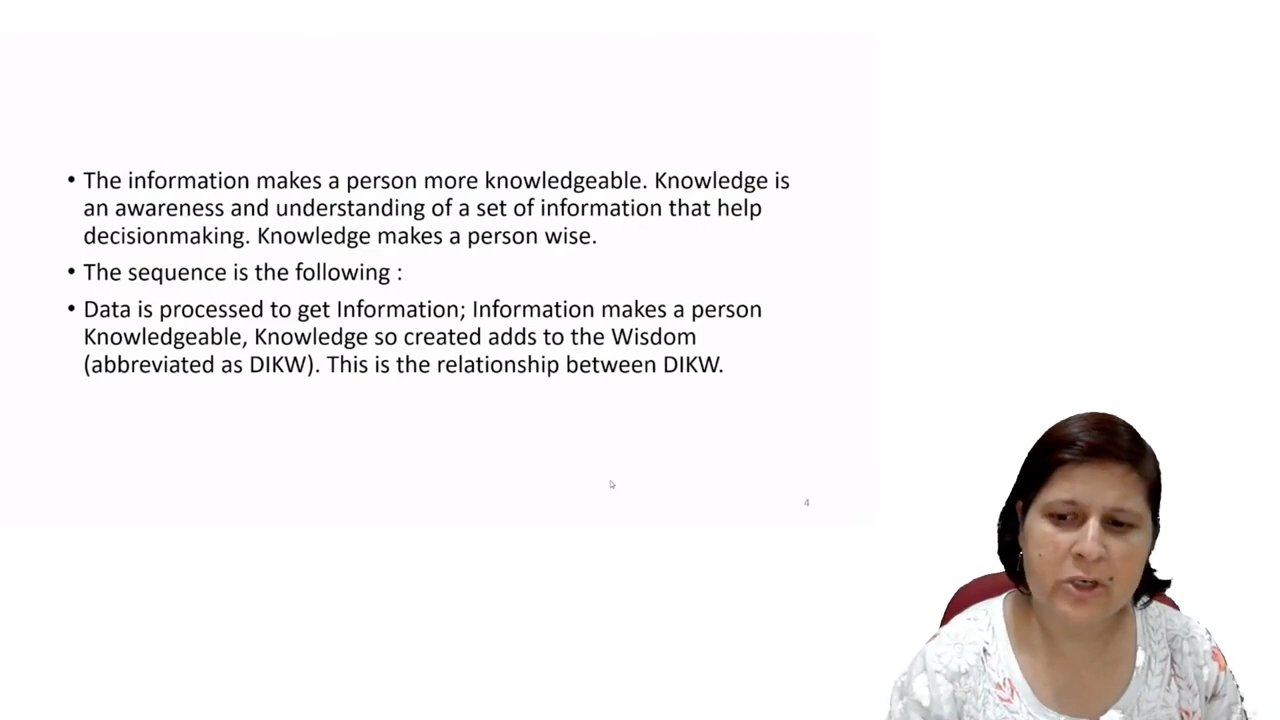 • The information makes a person more knowledgeable. Knowledge is
an awareness and understanding of a set of information that help
decisionmaking. Knowledge makes a person wise.
• The sequence is the following :
• Data is processed to get Information; Information makes a person
Knowledgeable, Knowledge so created adds to the Wisdom
(abbreviated as DIKW). This is the relationship between DIKW.
4